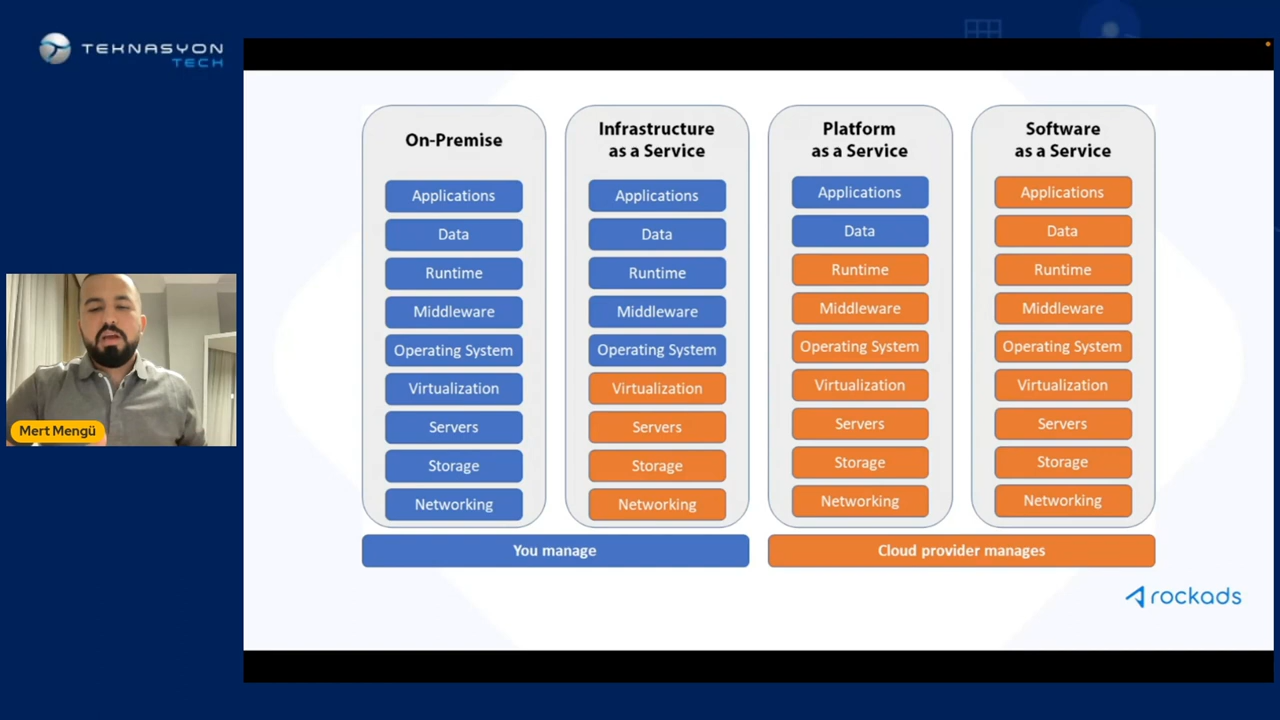 TEKNASYON
TECH
On-Premise
Applications
Data
Runtime
Middleware
Operating System
Virtualization
Servers
Storage
Networking
Infrastructure
as a Service
Applications
Data
Runtime
Middleware
Operating System
Virtualization
Servers
Storage
Networking
Platform
as a Service
Applications
Data
Runtime
Middleware
Operating System
Virtualization
Servers
Storage
Networking
Software
as a Service
Applications
Data
Runtime
Middleware
Operating System
Virtualization
Servers
Storage
Networking
You manage
Cloud provider manages
rockads
Mert Mengü